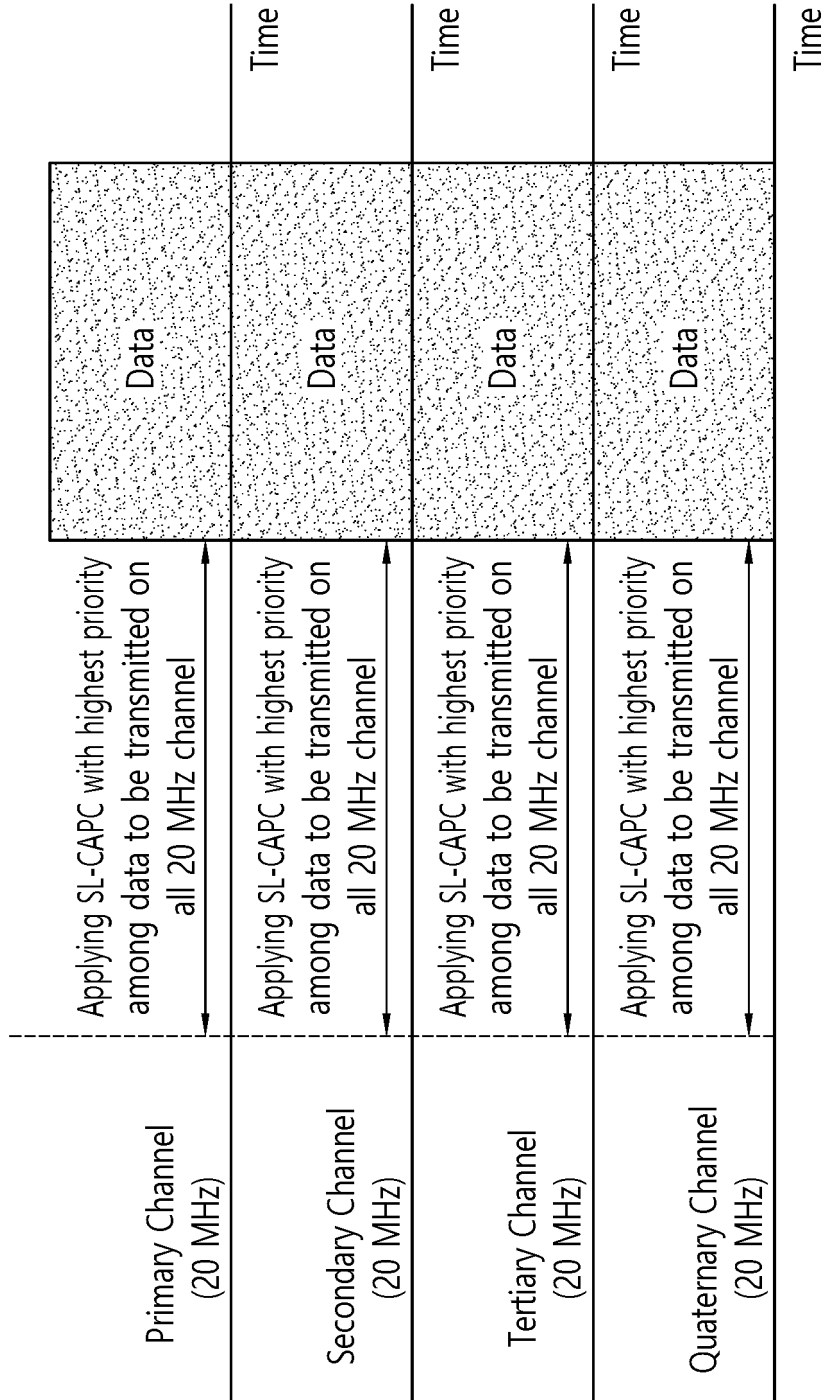 Primary Channel
(20 MHz)
Applying SL-CAPC with highest priority
among data to be transmitted on
all 20 MHz channel
Data
Time
Secondary Channel
(20 MHz)
Applying SL-CAPC with highest priority
among data to be transmitted on
all 20 MHz channel
Data
Time
Tertiary Channel
(20 MHz)
Applying SL-CAPC with highest priority
among data to be transmitted on
all 20 MHz channel
Data
Time
Quaternary Channel
(20 MHz)
Applying SL-CAPC with highest priority
among data to be transmitted on
all 20 MHz channel
Data
Time